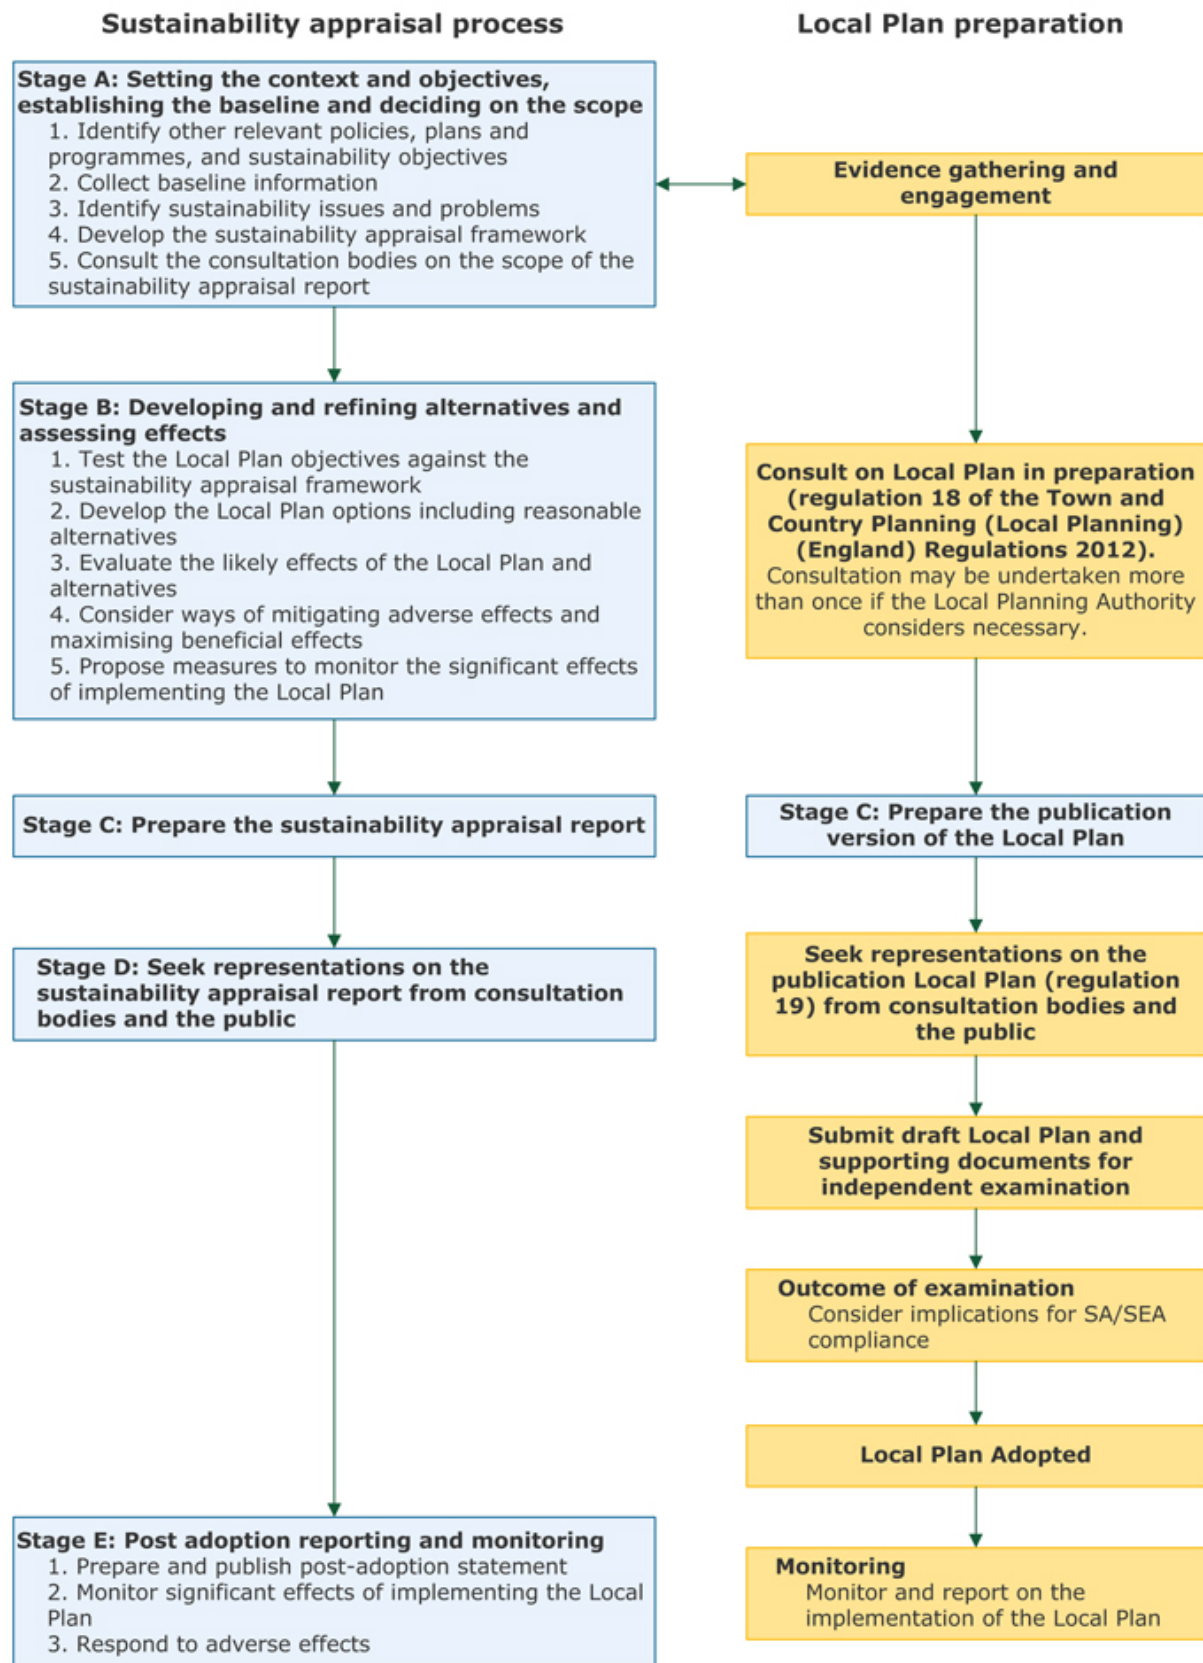 Sustainability appraisal process
Local Plan preparation
Stage A: Setting the context and objectives,
establishing the baseline and deciding on the scope
1. Identify other relevant policies, plans and
programmes, and sustainability objectives
2. Collect baseline information
3. Identify sustainability issues and problems
4. Develop the sustainability appraisal framework
5. Consult the consultation bodies on the scope of the
sustainability appraisal report
Evidence gathering and
engagement
Stage B: Developing and refining alternatives and
assessing effects
1. Test the Local Plan objectives against the
sustainability appraisal framework
2. Develop the Local Plan options including reasonable
alternatives
3. Evaluate the likely effects of the Local Plan and
alternatives
4. Consider ways of mitigating adverse effects and
maximising beneficial effects
5. Propose measures to monitor the significant effects
of implementing the Local Plan
Consult on Local Plan in preparation
(regulation 18 of the Town and
Country Planning (Local Planning)
(England) Regulations 2012).
Consultation may be undertaken more
than once if the Local Planning Authority
considers necessary.
Stage C: Prepare the sustainability appraisal report
Stage C: Prepare the publication
version of the Local Plan
Stage D: Seek representations on the
sustainability appraisal report from consultation
bodies and the public
Seek representations on the
publication Local Plan (regulation
19) from consultation bodies and
the public
Submit draft Local Plan and
supporting documents for
independent examination
Outcome of examination
Consider implications for SA/SEA
compliance
Local Plan Adopted
Stage E: Post adoption reporting and monitoring
1. Prepare and publish post-adoption statement
2. Monitor significant effects of implementing the Local
Plan
3. Respond to adverse effects
Monitoring
Monitor and report on the
implementation of the Local Plan